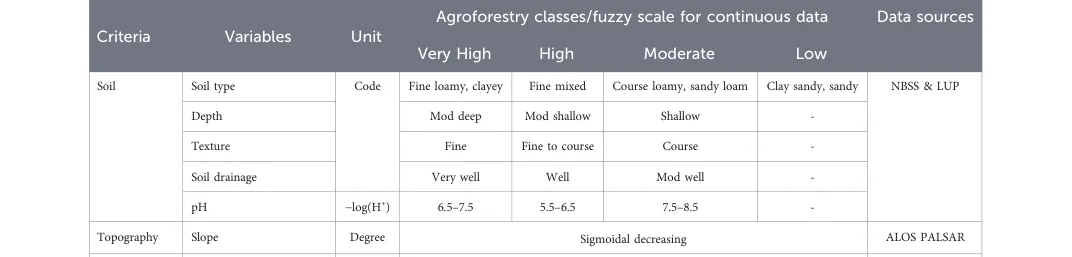 Criteria Variables Unit Agroforestry classes/fuzzy scale for continuous data Data sources
Very High High Moderate Low
Soil Soil type Code Fine loamy, clayey Fine mixed Course loamy, sandy loam Clay sandy, sandy NBSS & LUP
Depth Mod deep Mod shallow Shallow -
Texture Fine Fine to course Course -
Soil drainage Very well Well Mod well -
pH −log(H⁺) 6.5–7.5 5.5–6.5 7.5–8.5 -
Topography Slope Degree Sigmoidal decreasing ALOS PALSAR